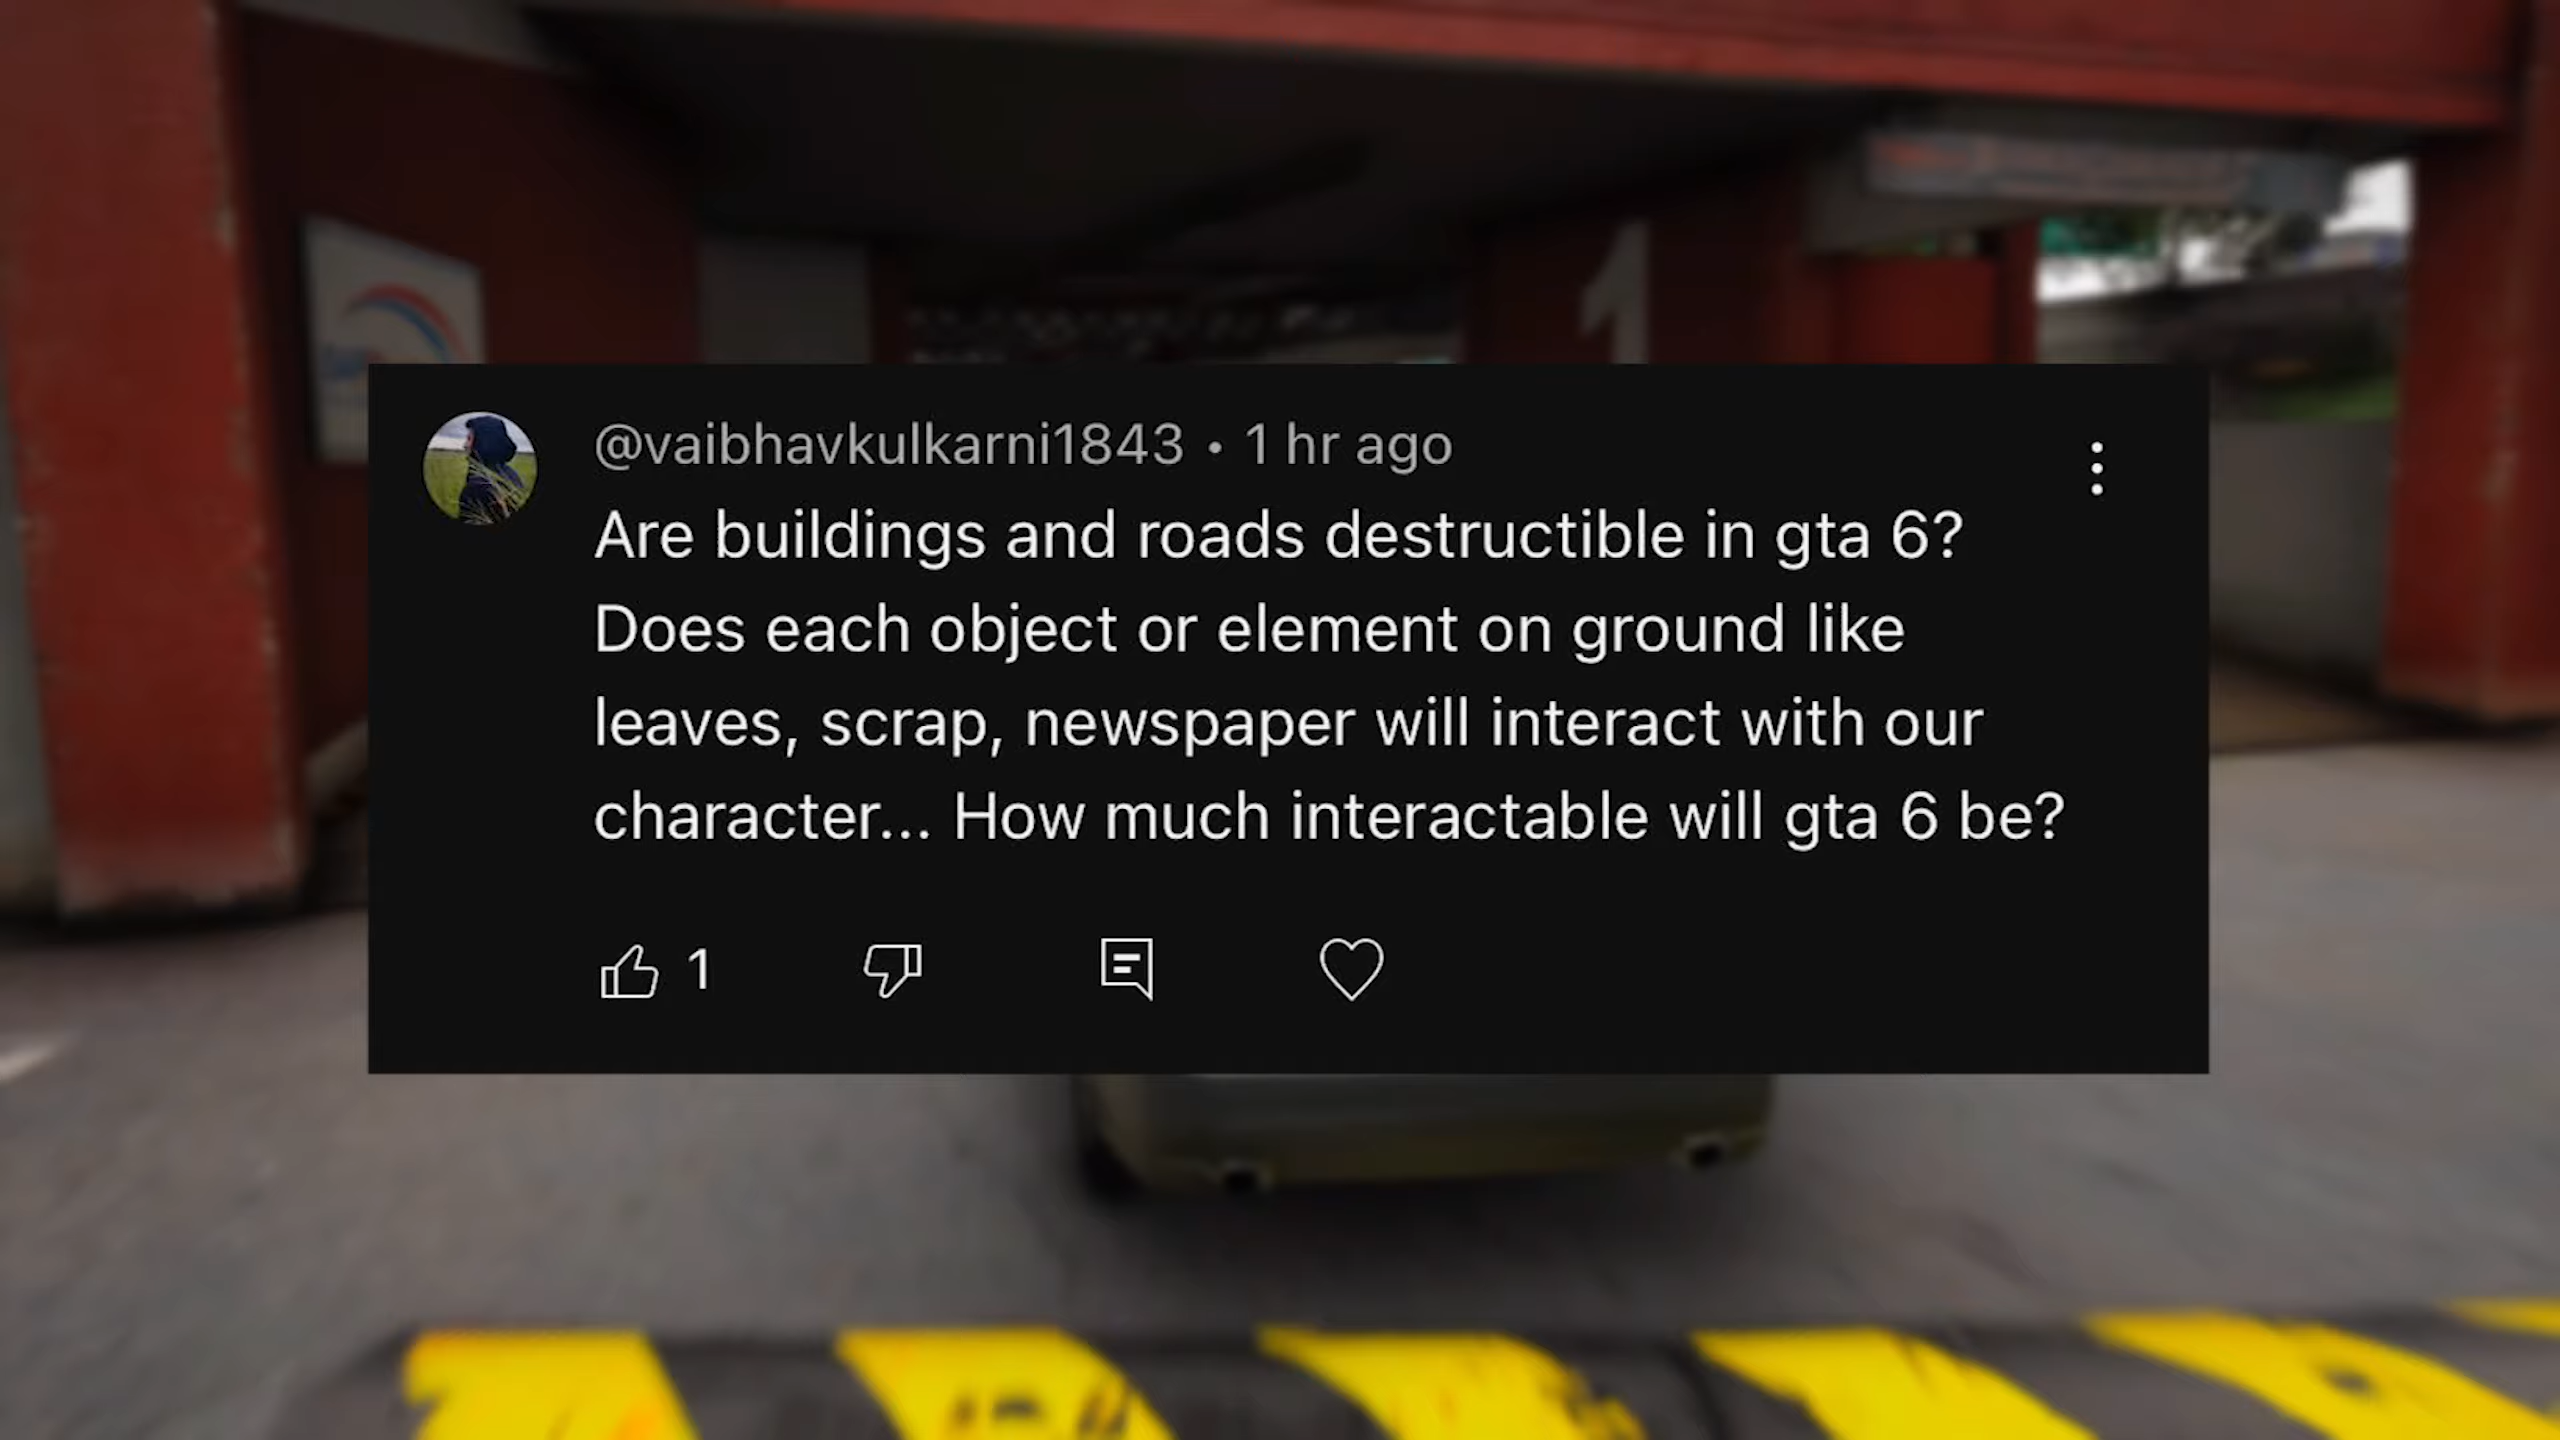 1
@vaibhavkulkarni1843 • 1 hr ago
Are buildings and roads destructible in gta 6?
Does each object or element on ground like
leaves, scrap, newspaper will interact with our
character... How much interactable will gta 6 be?
1